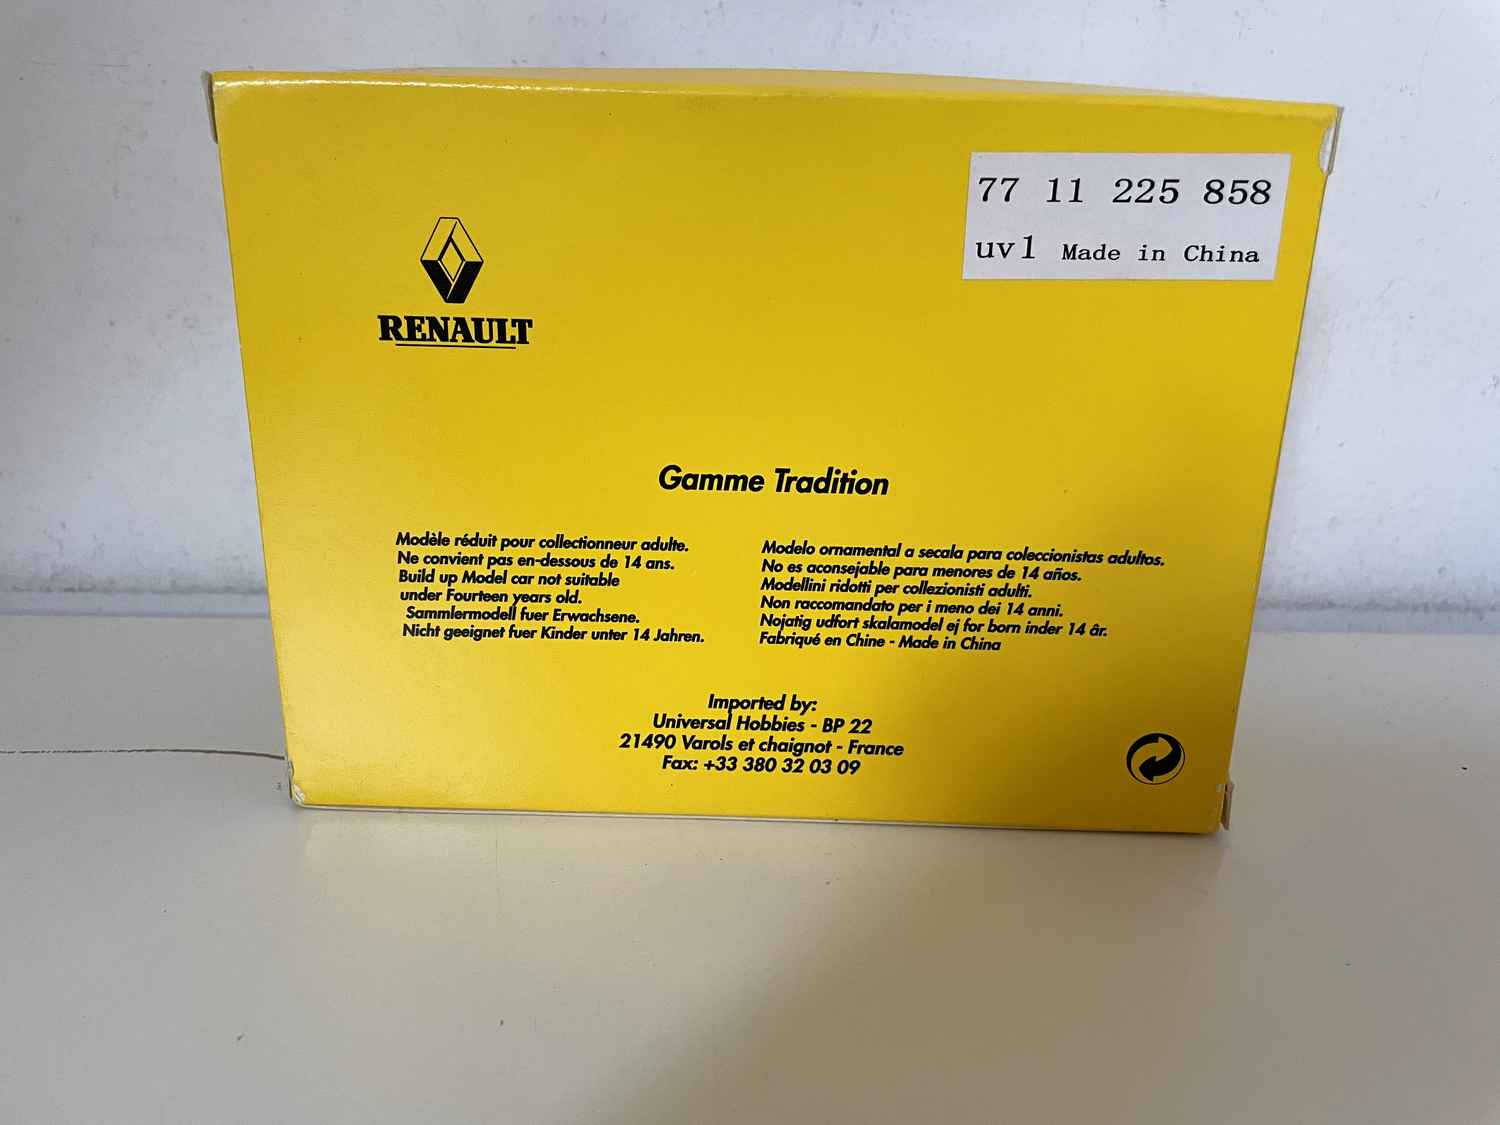 77 11 225 858
uv1 Made in China
RENAULT
Gamme Tradition
Modèle réduit pour collectionneur adulte.
Ne convient pas en-dessous de 14 ans.
Build up Model car not suitable
under Fourteen years old.
Sammlermodell fuer Erwachsene.
Nicht geeignet fuer Kinder unter 14 Jahren.
Modelo ornamental a secala para coleccionistas adultos.
No es aconsejable para menores de 14 años.
Modellini ridotti per collezionisti adulti.
Non raccomandato per i meno dei 14 anni.
Nojatig udfort skalamodel ej for born inder 14 âr.
Fabriqué en Chine - Made in China
Imported by:
Universal Hobbies - BP 22
21490 Varols et chaignot - France
Fax: +33 380 32 03 09